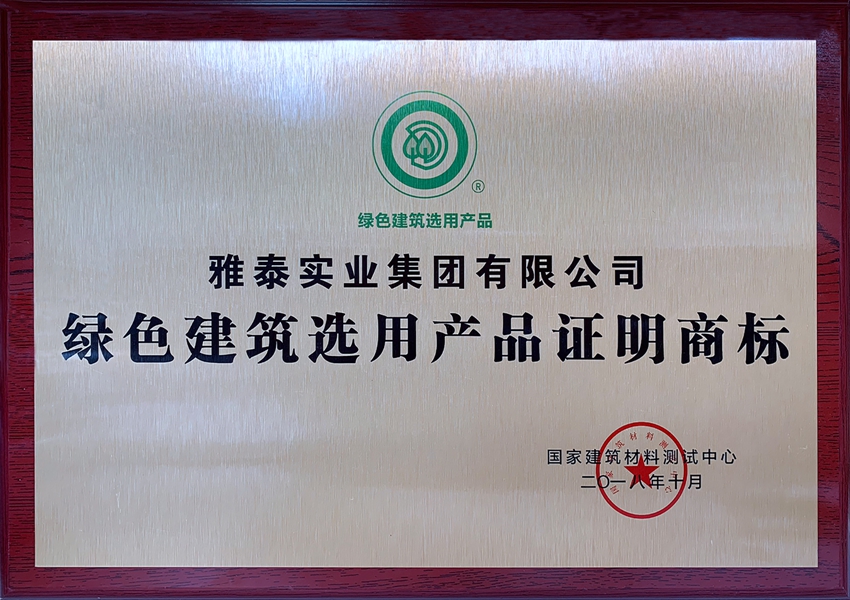 ®
绿色建筑选用产品
雅泰实业集团有限公司
绿色建筑选用产品证明商标
国家建筑材料测试中心
二〇一八年十月